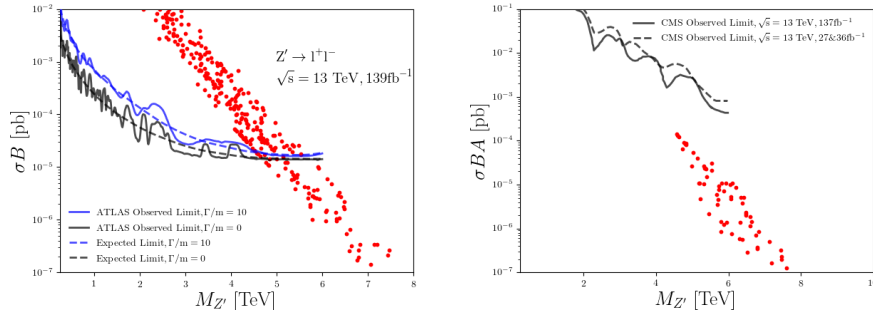 10⁻²
10⁻³
10⁻⁴
10⁻⁵
10⁻⁶
10⁻⁷
σB [pb]
Z′ → l⁺l⁻
√s = 13 TeV, 139fb⁻¹
ATLAS Observed Limit, Γ/m = 10
ATLAS Observed Limit, Γ/m = 0
Expected Limit, Γ/m = 10
Expected Limit, Γ/m = 0
1 2 3 4 5 6 7 8
M_Z′ [TeV]
10⁻¹
10⁻²
10⁻³
10⁻⁴
10⁻⁵
10⁻⁶
10⁻⁷
σBA [pb]
CMS Observed Limit, √s = 13 TeV, 137fb⁻¹
CMS Observed Limit, √s = 13 TeV, 27&36fb⁻¹
0 2 4 6 8 10
M_Z′ [TeV]